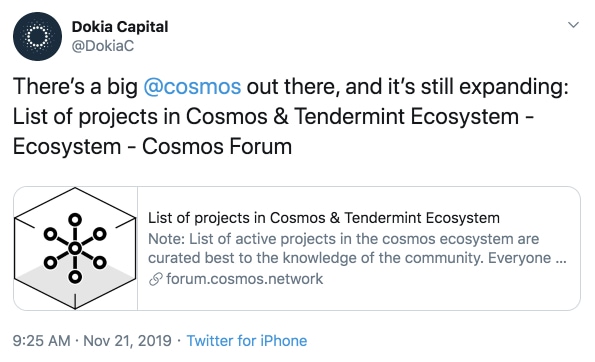 Dokia Capital
@DokiaC
There’s a big @cosmos out there, and it’s still expanding:
List of projects in Cosmos & Tendermint Ecosystem -
Ecosystem - Cosmos Forum
List of projects in Cosmos & Tendermint Ecosystem
Note: List of active projects in the cosmos ecosystem are
curated best to the knowledge of the community. Everyone ...
forum.cosmos.network
9:25 AM · Nov 21, 2019 · Twitter for iPhone